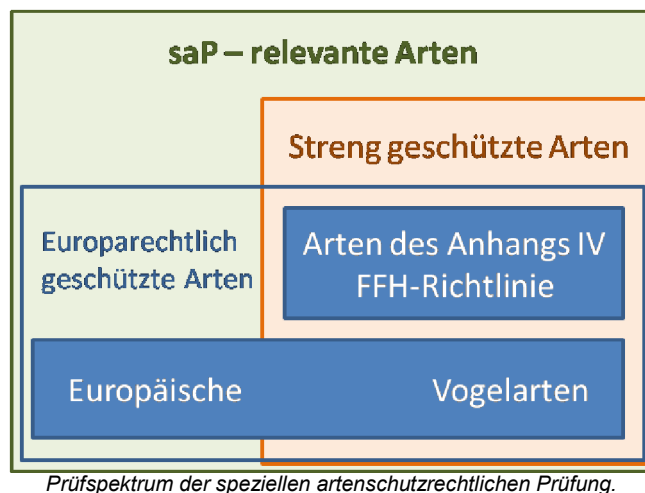 saP – relevante Arten
Streng geschützte Arten
Europarechtlich
geschützte Arten
Arten des Anhangs IV
FFH-Richtlinie
Europäische Vogelarten
Prüfspektrum der speziellen artenschutzrechtlichen Prüfung.